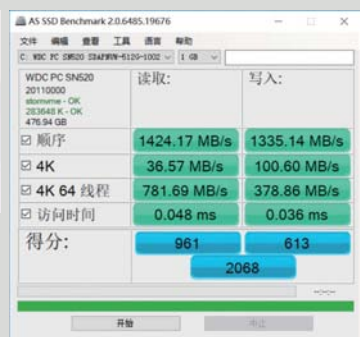 AS SSD Benchmark 2.0.6485.19676
文件 编辑 查看 工具 语言 帮助
C: WDC PC SN520 SDAPNUW-512G-1002 1 GB
WDC PC SN520
20110000
stornvme - OK
283648 K - OK
476.94 GB
读取: 写入:
顺序 1424.17 MB/s 1335.14 MB/s
4K 36.57 MB/s 100.60 MB/s
4K 64 线程 781.69 MB/s 378.86 MB/s
访问时间 0.048 ms 0.036 ms
得分: 961 613
2068
--:--:--
开始 中止